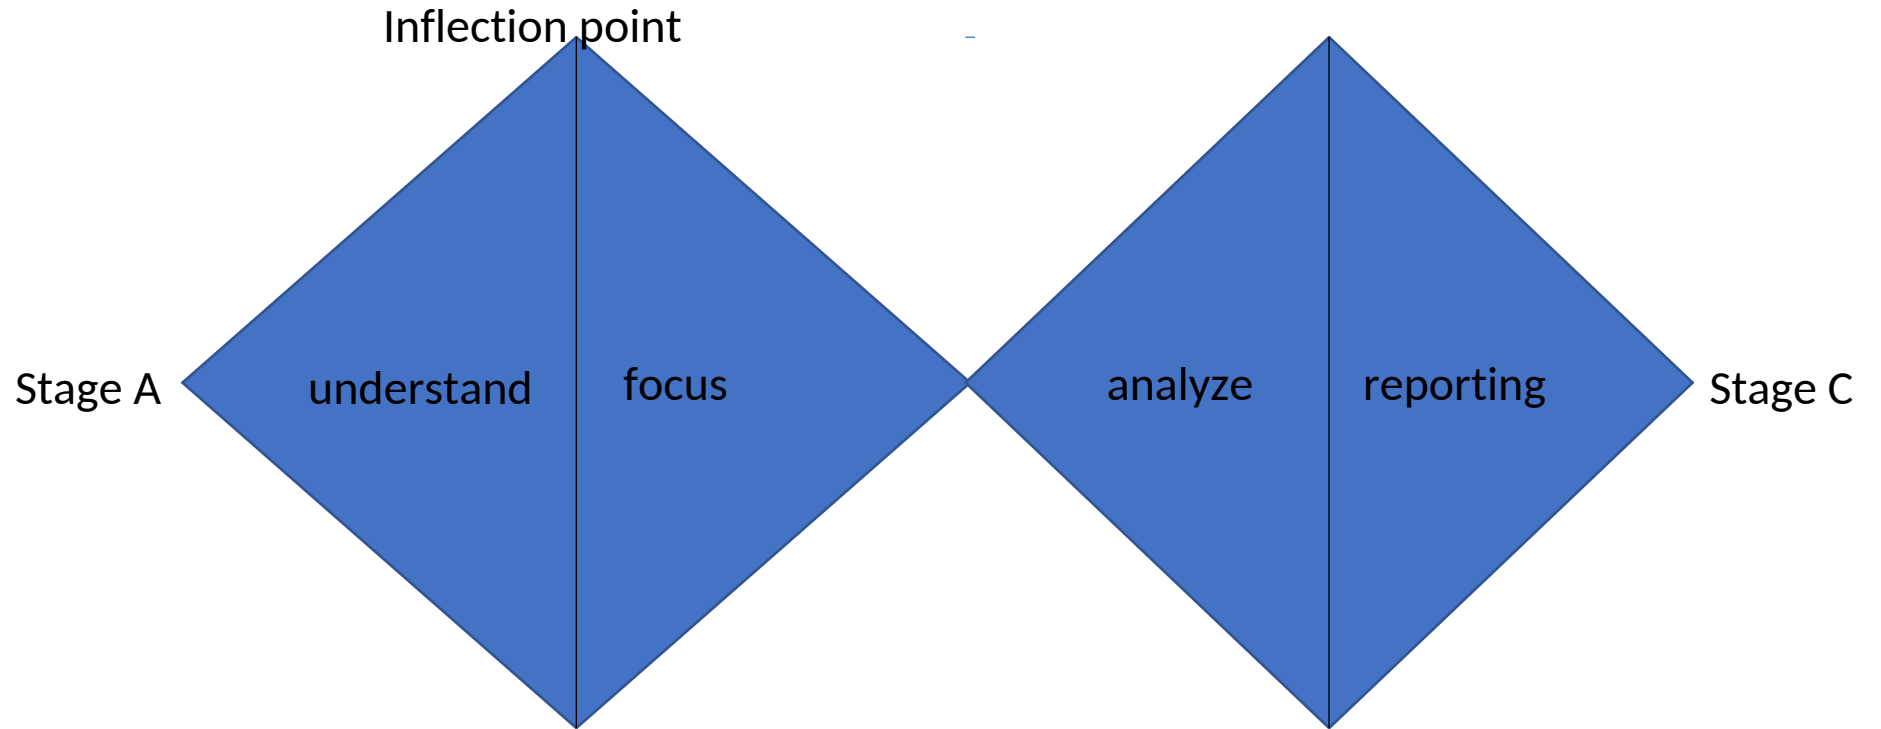 Inflection point
Stage A
understand
focus
analyze
reporting
Stage C